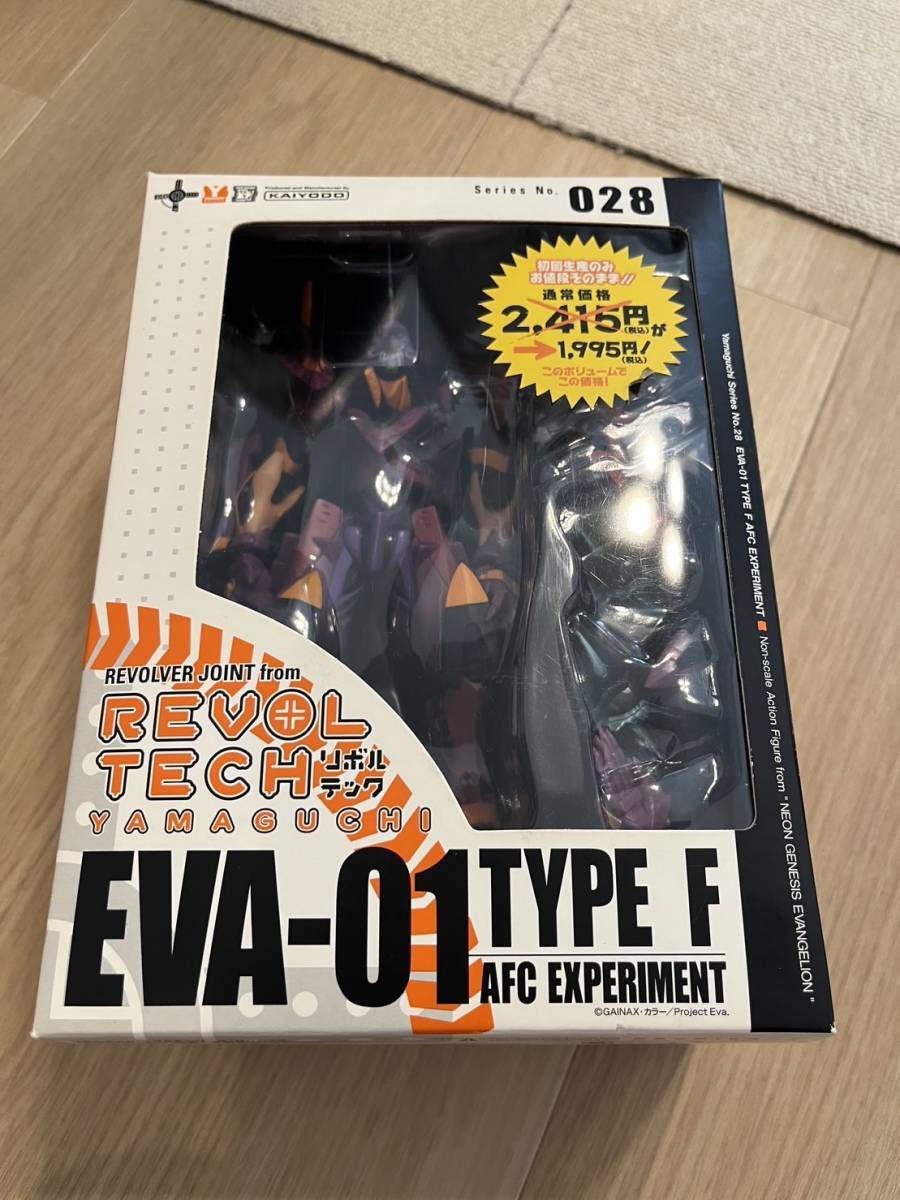 Produced and Manufactured by
KAIYODO
Series No. 028
初回生産のみ
お値段そのまま!!
通常価格
2,415円(税込)が
→1,995円!(税込)
このボリュームで
この価格!
REVOLVER JOINT from
REVOL
TECH リボル
テック
YAMAGUCHI
EVA-01 TYPE F
AFC EXPERIMENT
©GAINAX・カラー/Project Eva.
Yamaguchi Series No.28 EVA-01 TYPE F AFC EXPERIMENT ■ Non-scale Action Figure from "NEON GENESIS EVANGELION"